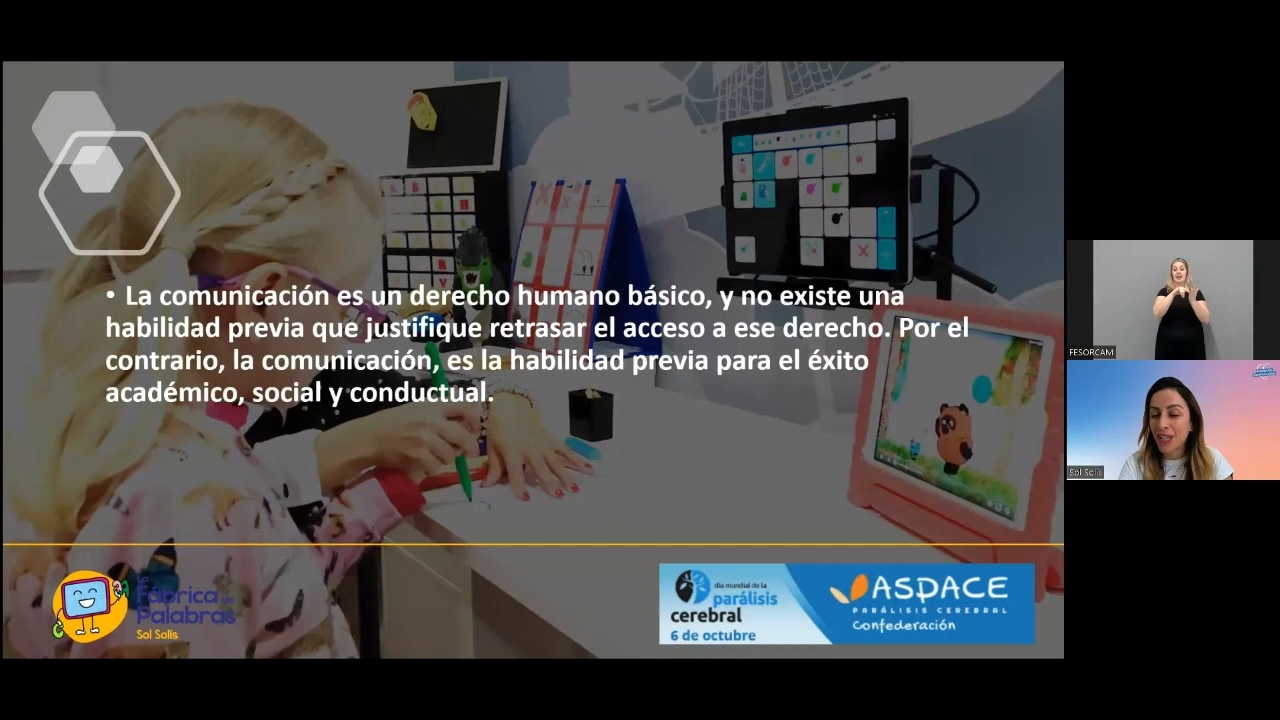 • La comunicación es un derecho humano básico, y no existe una
habilidad previa que justifique retrasar el acceso a ese derecho. Por el
contrario, la comunicación, es la habilidad previa para el éxito
académico, social y conductual.
FESORCAM
Sol Solis
La
Fábrica de
Palabras
Sol Solis
día mundial de la
parálisis
cerebral
6 de octubre
ASPACE
PARÁLISIS CEREBRAL
Confederación